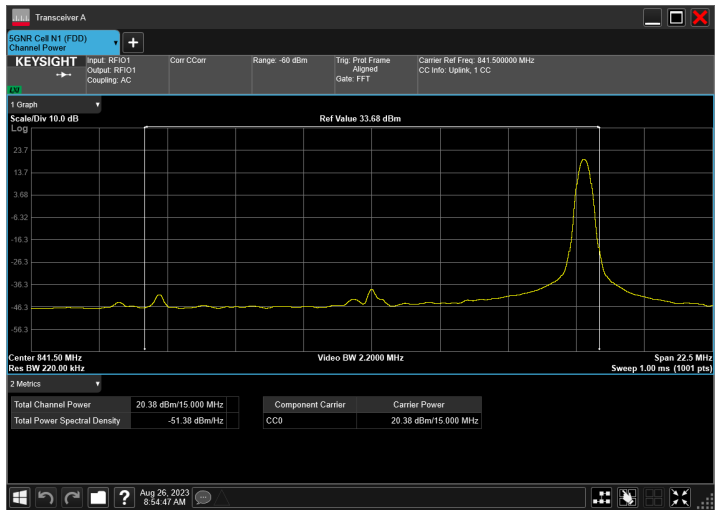 Transceiver A
5GNR Cell N1 (FDD)
Channel Power
KEYSIGHT
LXI
Input: RFIO1
Output: RFIO1
Coupling: AC
Corr CCorr
Range: -60 dBm
Trig: Prot Frame
Aligned
Gate: FFT
Carrier Ref Freq: 841.500000 MHz
CC Info: Uplink, 1 CC
1 Graph
Scale/Div 10.0 dB
Ref Value 33.68 dBm
Log
23.7
13.7
3.68
-6.32
-16.3
-26.3
-36.3
-46.3
-56.3
Center 841.50 MHz
Video BW 2.2000 MHz
Span 22.5 MHz
Res BW 220.00 kHz
Sweep 1.00 ms (1001 pts)
2 Metrics
Total Channel Power 20.38 dBm/15.000 MHz
Total Power Spectral Density -51.38 dBm/Hz
Component Carrier Carrier Power
CC0 20.38 dBm/15.000 MHz
?
Aug 26, 2023
8:54:47 AM